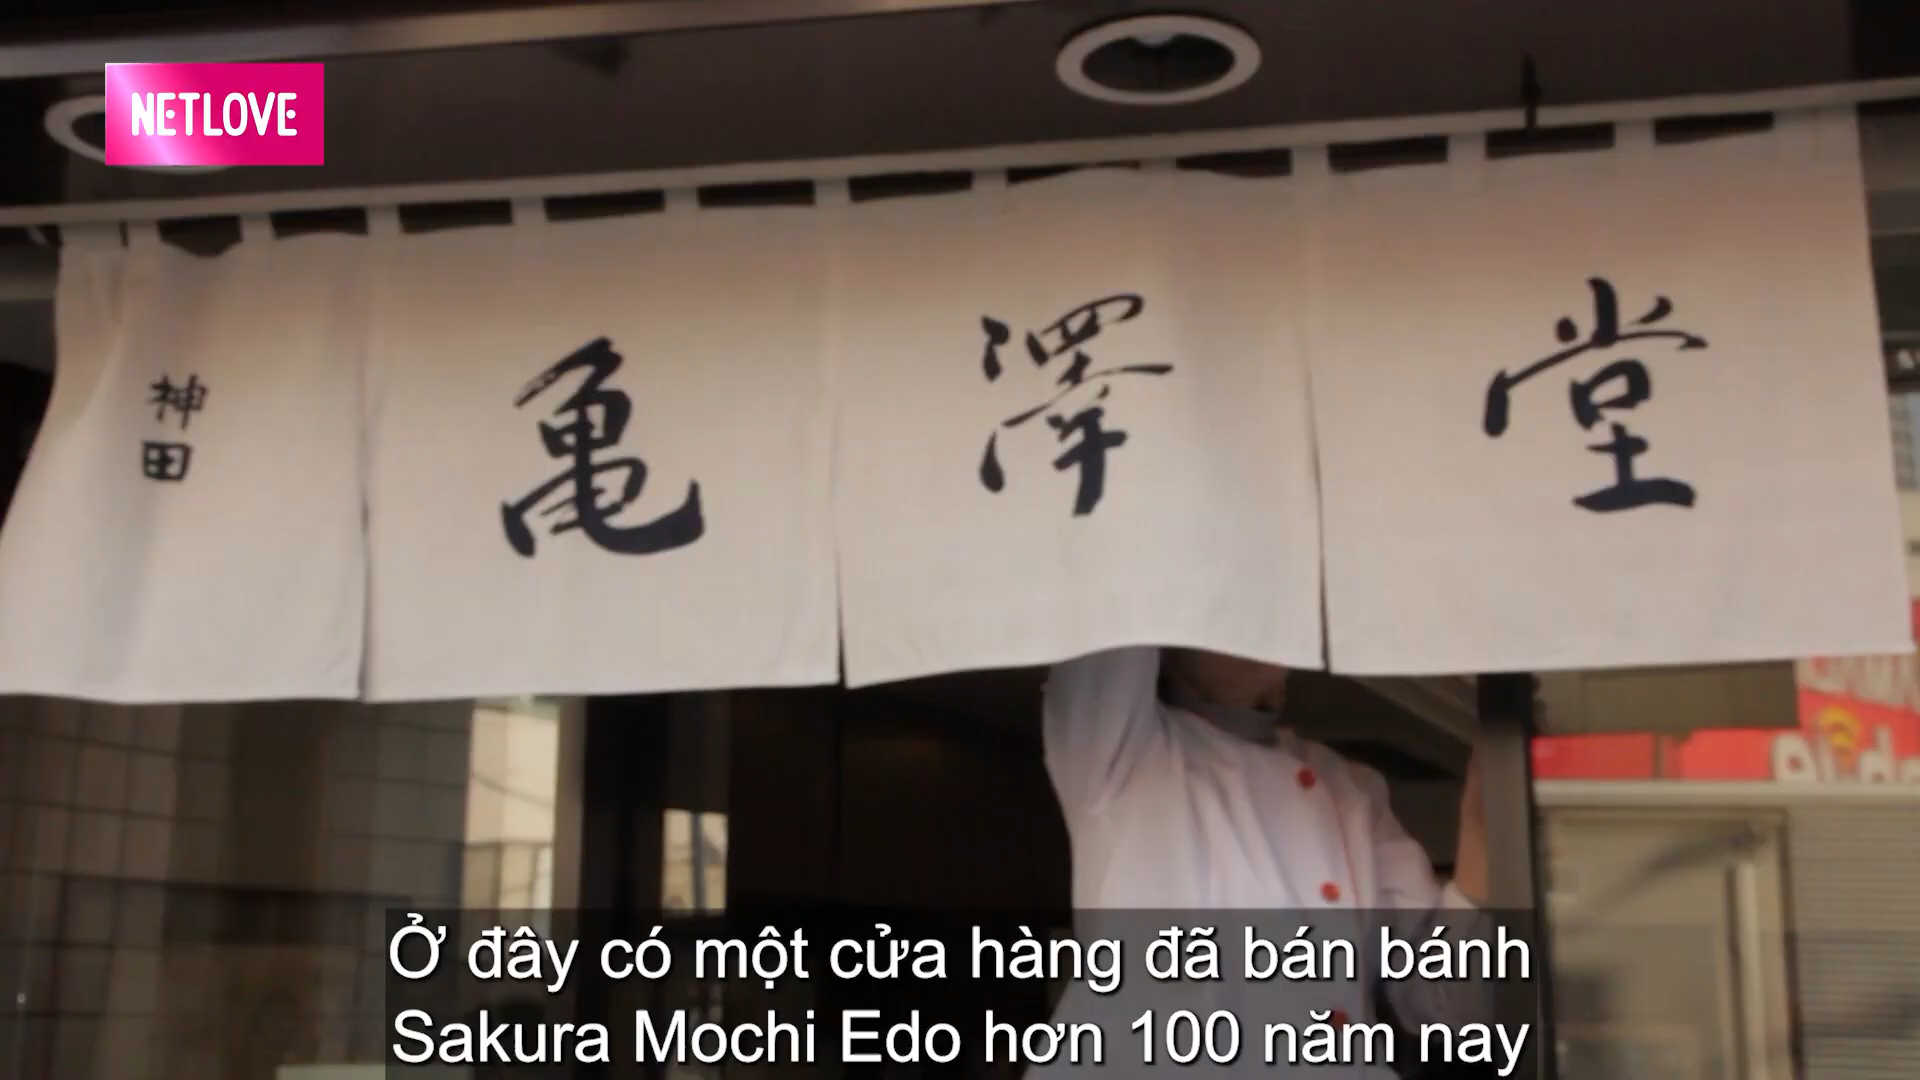 NETLOVE
神田
亀澤堂
Ở đây có một cửa hàng đã bán bánh
Sakura Mochi Edo hơn 100 năm nay